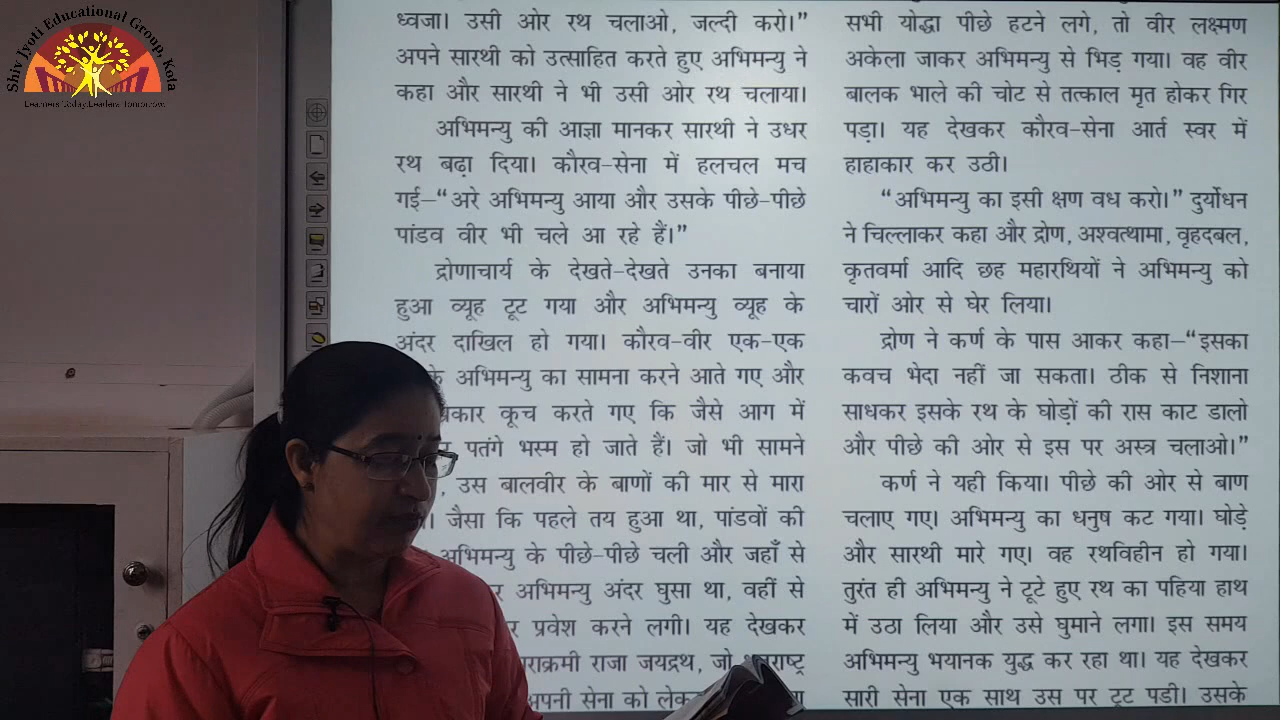 Shiv Jyoti Educational Group, Kota
Learners Today, Leaders Tomorrow
ध्वजा। उसी ओर रथ चलाओ, जल्दी करो।”
अपने सारथी को उत्साहित करते हुए अभिमन्यु ने
कहा और सारथी ने भी उसी ओर रथ चलाया।
अभिमन्यु की आज्ञा मानकर सारथी ने उधर
रथ बढ़ा दिया। कौरव-सेना में हलचल मच
गई—“अरे अभिमन्यु आया और उसके पीछे-पीछे
पांडव वीर भी चले आ रहे हैं।”
द्रोणाचार्य के देखते-देखते उनका बनाया
हुआ व्यूह टूट गया और अभिमन्यु व्यूह के
अंदर दाखिल हो गया। कौरव-वीर एक-एक
अभिमन्यु का सामना करने आते गए और
कूच करते गए कि जैसे आग में
पतंगे भस्म हो जाते हैं। जो भी सामने
उस बालवीर के बाणों की मार से मारा
जैसा कि पहले तय हुआ था, पांडवों की
अभिमन्यु के पीछे-पीछे चली और जहाँ से
अभिमन्यु अंदर घुसा था, वहीं से
प्रवेश करने लगी। यह देखकर
राजा जयद्रथ, जो
अपनी सेना को
सभी योद्धा पीछे हटने लगे, तो वीर लक्ष्मण
अकेला जाकर अभिमन्यु से भिड़ गया। वह वीर
बालक भाले की चोट से तत्काल मृत होकर गिर
पड़ा। यह देखकर कौरव-सेना आर्त स्वर में
हाहाकार कर उठी।
“अभिमन्यु का इसी क्षण वध करो।” दुर्योधन
ने चिल्लाकर कहा और द्रोण, अश्वत्थामा, वृहदबल,
कृतवर्मा आदि छह महारथियों ने अभिमन्यु को
चारों ओर से घेर लिया।
द्रोण ने कर्ण के पास आकर कहा—“इसका
कवच भेदा नहीं जा सकता। ठीक से निशाना
साधकर इसके रथ के घोड़ों की रास काट डालो
और पीछे की ओर से इस पर अस्त्र चलाओ।”
कर्ण ने यही किया। पीछे की ओर से बाण
चलाए गए। अभिमन्यु का धनुष कट गया। घोड़े
और सारथी मारे गए। वह रथविहीन हो गया।
तुरंत ही अभिमन्यु ने टूटे हुए रथ का पहिया हाथ
में उठा लिया और उसे घुमाने लगा। इस समय
अभिमन्यु भयानक युद्ध कर रहा था। यह देखकर
सारी सेना एक साथ उस पर टूट पड़ी। उसके